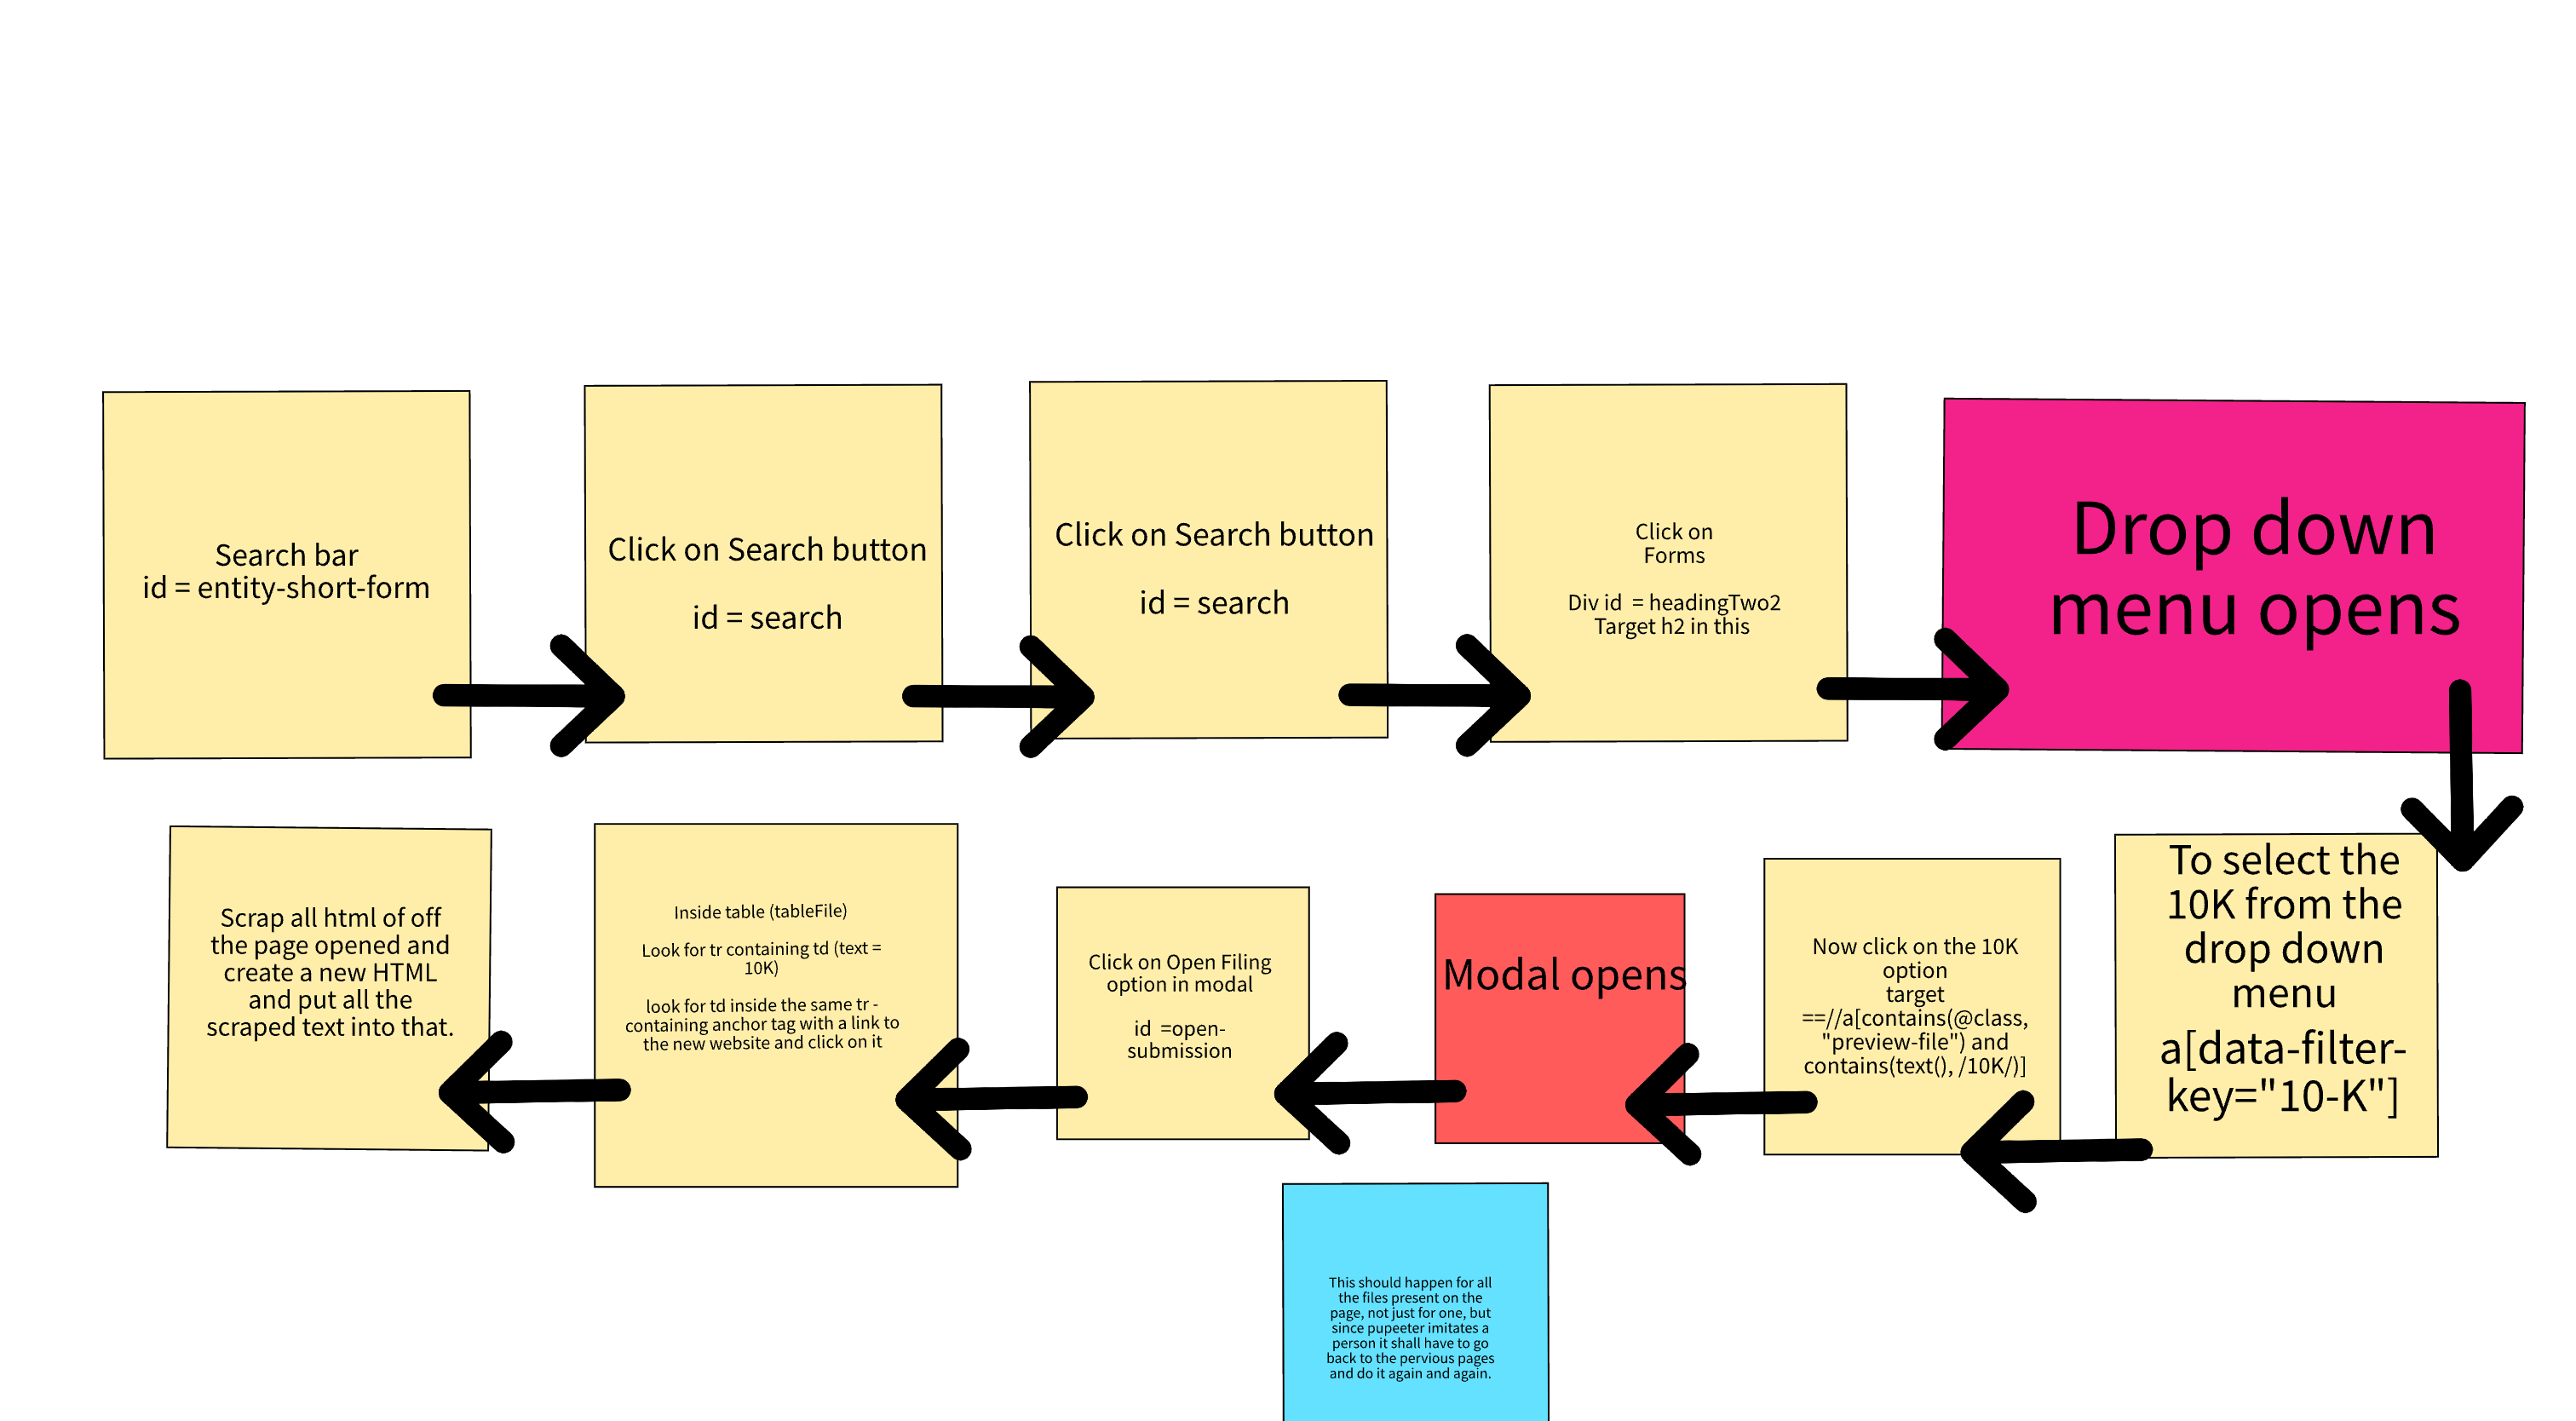 Search bar
id = entity-short-form
Click on Search button
id = search
Click on Search button
id = search
Click on
Forms
Div id  = headingTwo2
Target h2 in this
Drop down
menu opens
To select the
10K from the
drop down
menu
a[data-filter-
key="10-K"]
Now click on the 10K
option
target
==//a[contains(@class,
"preview-file") and
contains(text(), /10K/)]
Modal opens
Click on Open Filing
option in modal
id  =open-
submission
Inside table (tableFile)
Look for tr containing td (text =
10K)
look for td inside the same tr -
containing anchor tag with a link to
the new website and click on it
Scrap all html of off
the page opened and
create a new HTML
and put all the
scraped text into that.
This should happen for all
the files present on the
page, not just for one, but
since pupeeter imitates a
person it shall have to go
back to the pervious pages
and do it again and again.